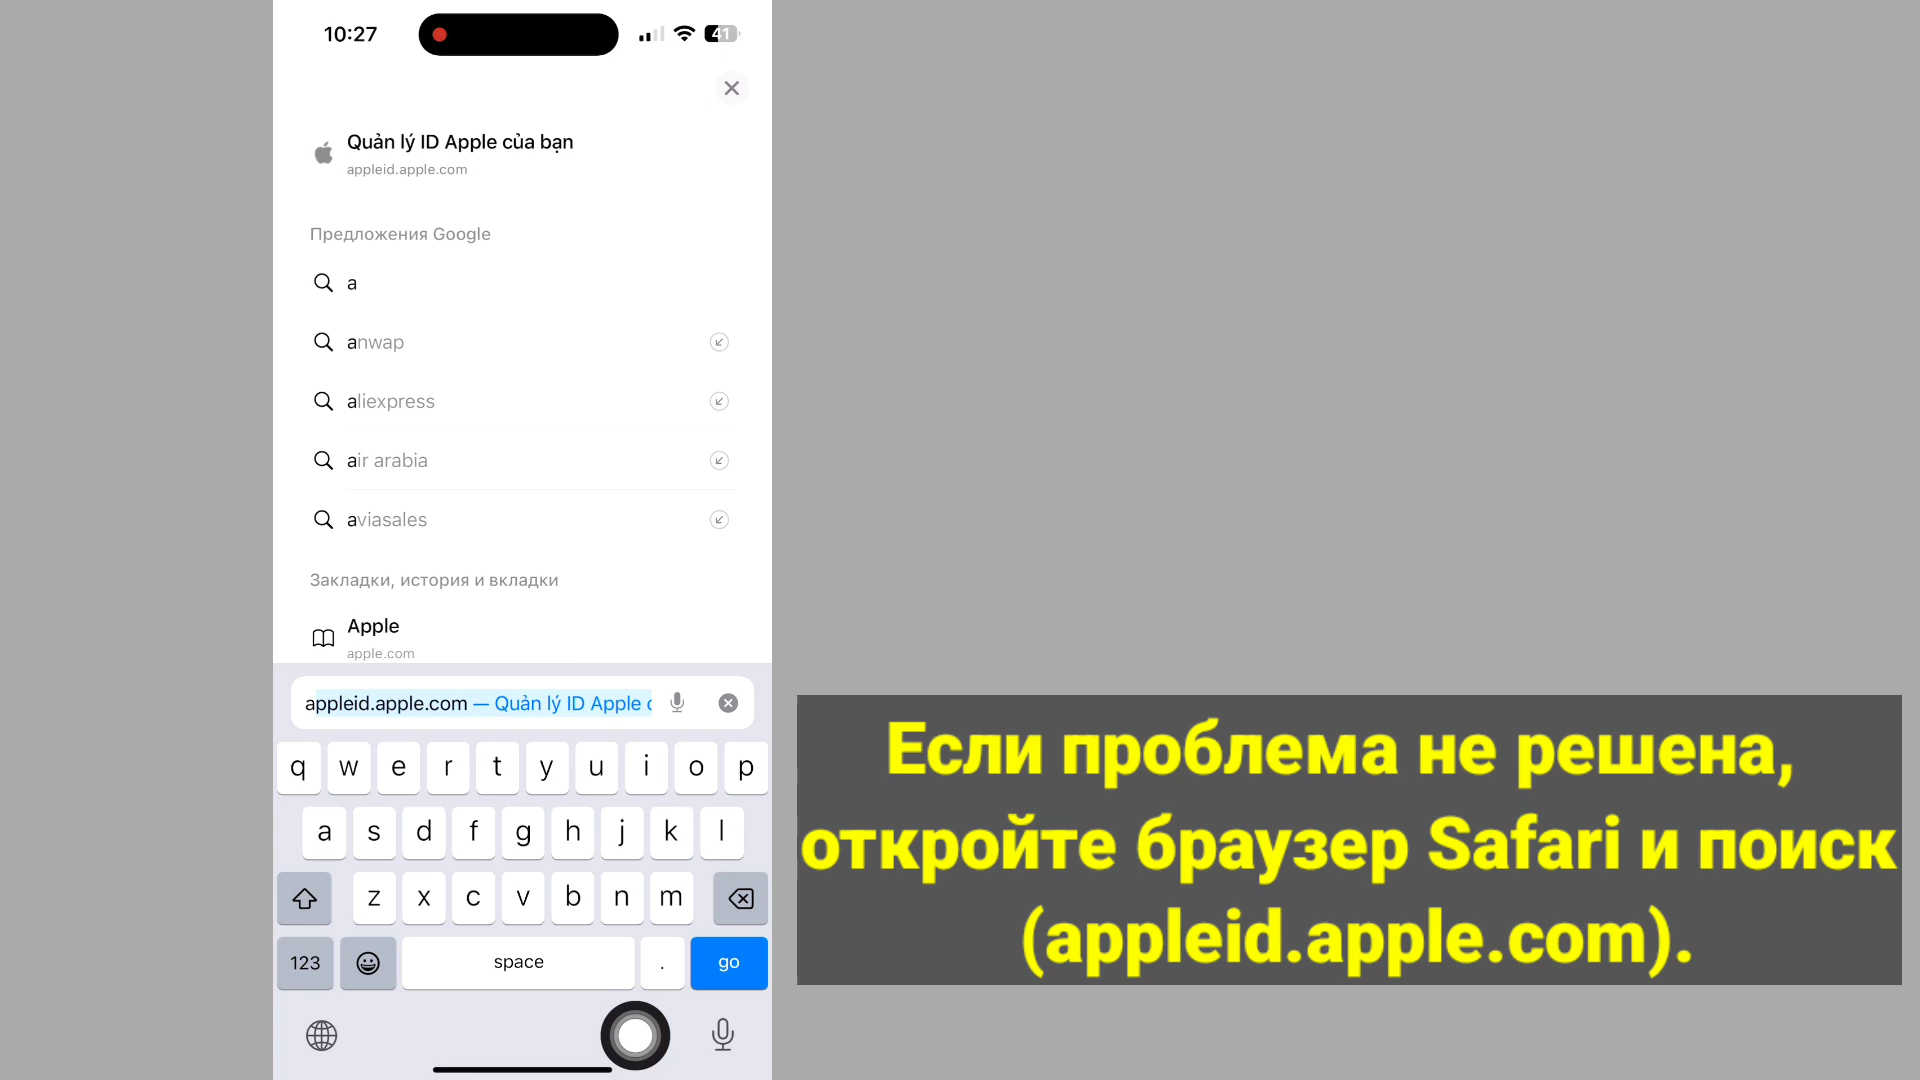 10:27
41
Quản lý ID Apple của bạn
appleid.apple.com
Предложения Google
a
anwap
aliexpress
air arabia
aviasales
Закладки, история и вкладки
Apple
apple.com
appleid.apple.com — Quản lý ID Apple c
q w e r t y u i o p
a s d f g h j k l
z x c v b n m
123 space . go
Если проблема не решена,
откройте браузер Safari и поиск
(appleid.apple.com).